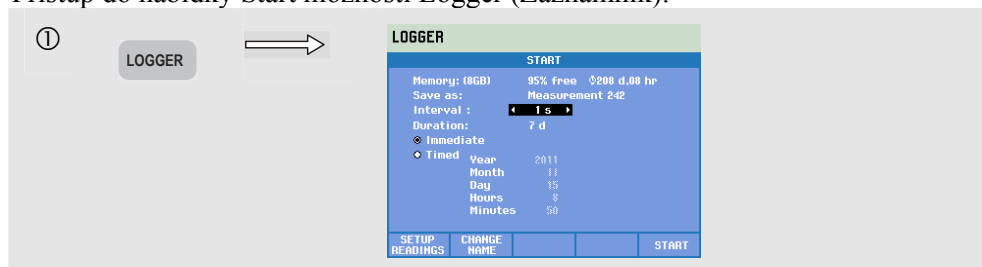 Přístup do nabídky Start možnosti Logger (Záznamník):
①
LOGGER
LOGGER
START
Memory: (8GB) 95% free 208 d,08 hr
Save as: Measurement 242
Interval : 1 s
Duration: 7 d
Immediate
Timed
Year 2011
Month 11
Day 15
Hours 8
Minutes 50
SETUP READINGS CHANGE NAME START